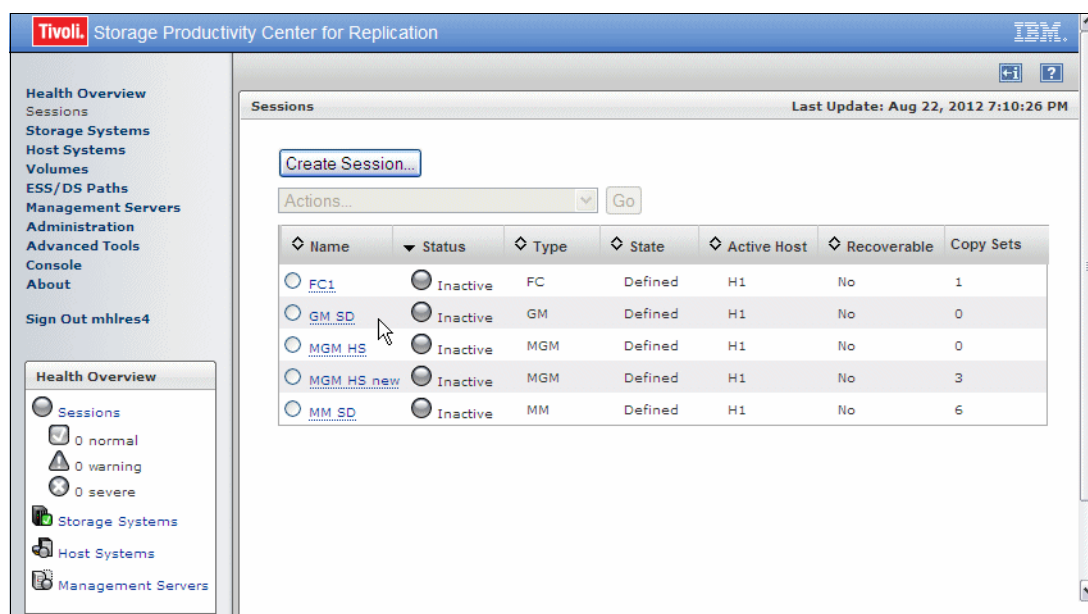 Tivoli. Storage Productivity Center for Replication
IBM.
Health Overview
Sessions
Storage Systems
Host Systems
Volumes
ESS/DS Paths
Management Servers
Administration
Advanced Tools
Console
About
Sign Out mhlres4
Health Overview
Sessions
0 normal
0 warning
0 severe
Storage Systems
Host Systems
Management Servers
Sessions Last Update: Aug 22, 2012 7:10:26 PM
Create Session...
Actions... Go
Name Status Type State Active Host Recoverable Copy Sets
FC1 Inactive FC Defined H1 No 1
GM SD Inactive GM Defined H1 No 0
MGM HS Inactive MGM Defined H1 No 0
MGM HS new Inactive MGM Defined H1 No 3
MM SD Inactive MM Defined H1 No 6